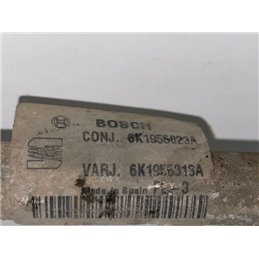 BOSCH
CONJ. 6K1955023A
VARJ. 6K1955313A
Made in Spain